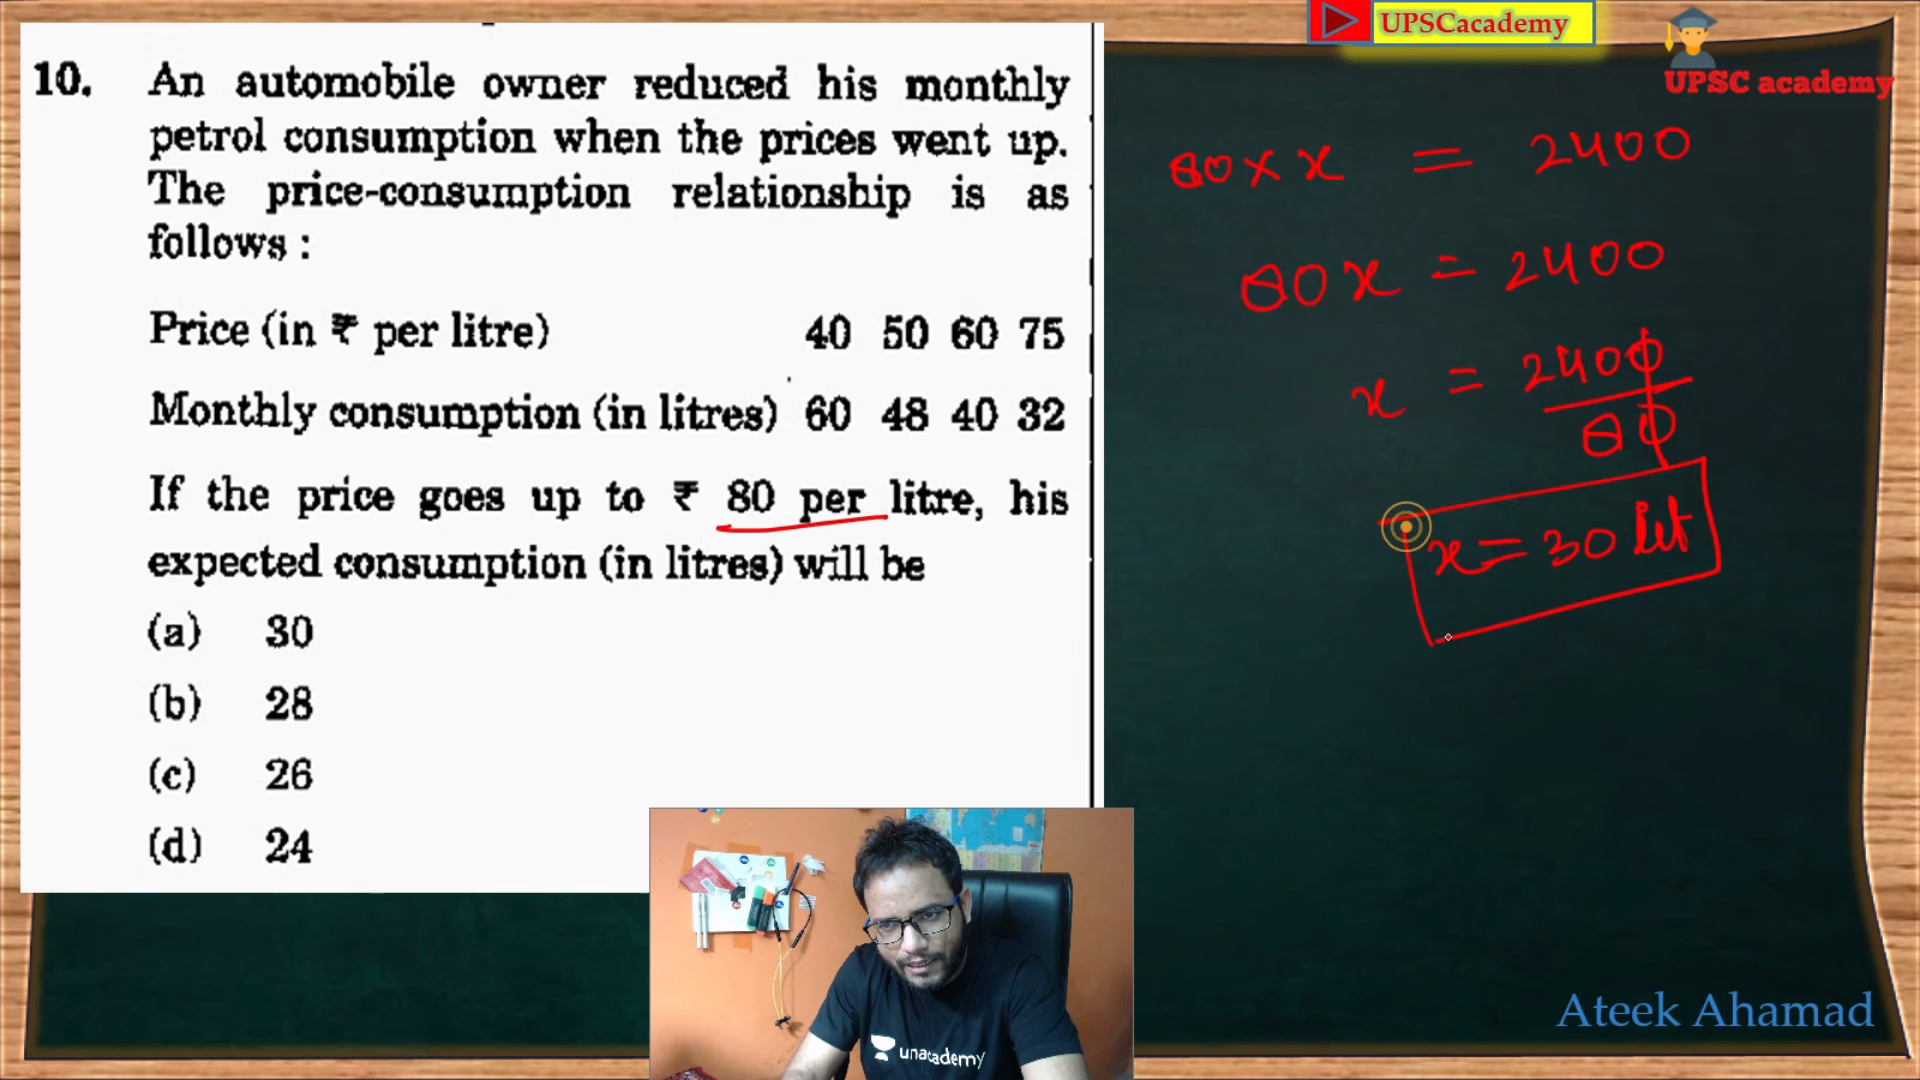 UPSCacademy
UPSC academy
10. An automobile owner reduced his monthly
petrol consumption when the prices went up.
The price-consumption relationship is as
follows :
Price (in ₹ per litre) 40 50 60 75
Monthly consumption (in litres) 60 48 40 32
If the price goes up to ₹ 80 per litre, his
expected consumption (in litres) will be
(a) 30
(b) 28
(c) 26
(d) 24
80 × x = 2400
80x = 2400
x = 2400
80
x = 30 lit
unacademy
Ateek Ahamad